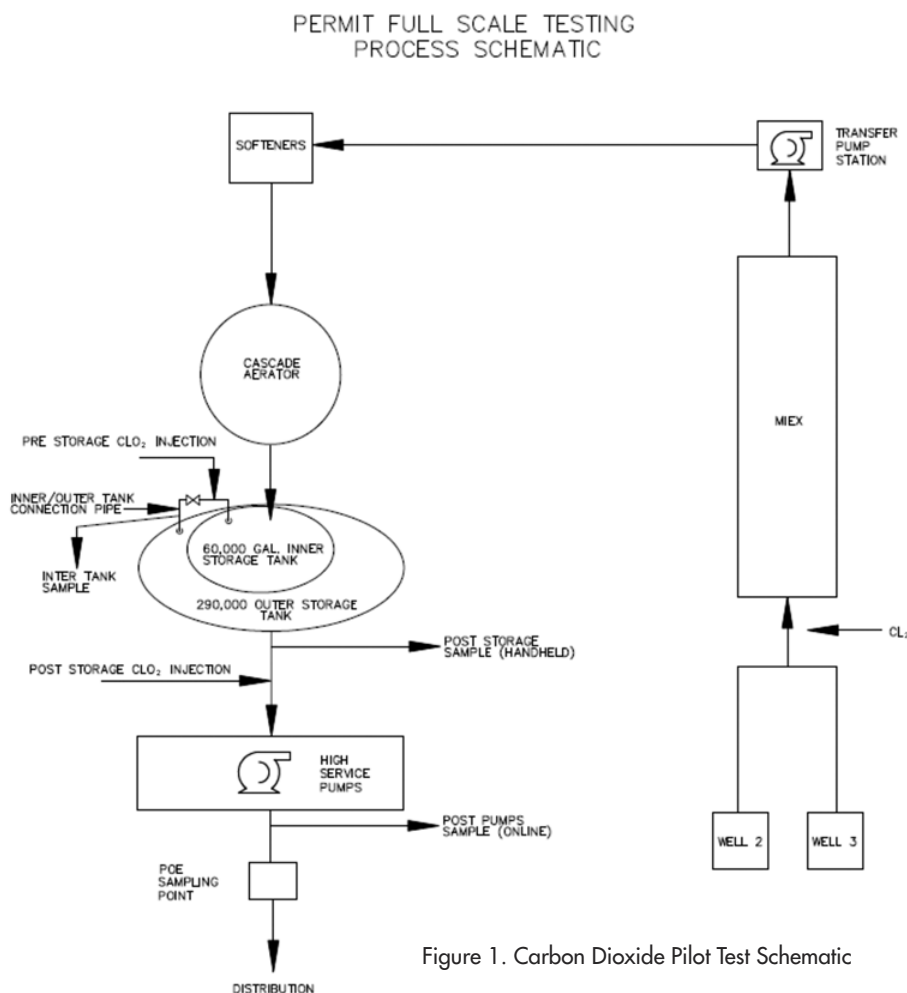 PERMIT FULL SCALE TESTING
PROCESS SCHEMATIC
SOFTENERS
TRANSFER
PUMP
STATION
CASCADE
AERATOR
MIEX
PRE STORAGE CLO₂ INJECTION
INNER/OUTER TANK
CONNECTION PIPE
60,000 GAL. INNER
STORAGE TANK
INTER TANK
SAMPLE
290,000 OUTER STORAGE
TANK
CL₂
POST STORAGE
SAMPLE (HANDHELD)
POST STORAGE CLO₂ INJECTION
HIGH
SERVICE
PUMPS
POST PUMPS
SAMPLE (ONLINE)
WELL 2
WELL 3
POE
SAMPLING
POINT
Figure 1. Carbon Dioxide Pilot Test Schematic
DISTRIBUTION